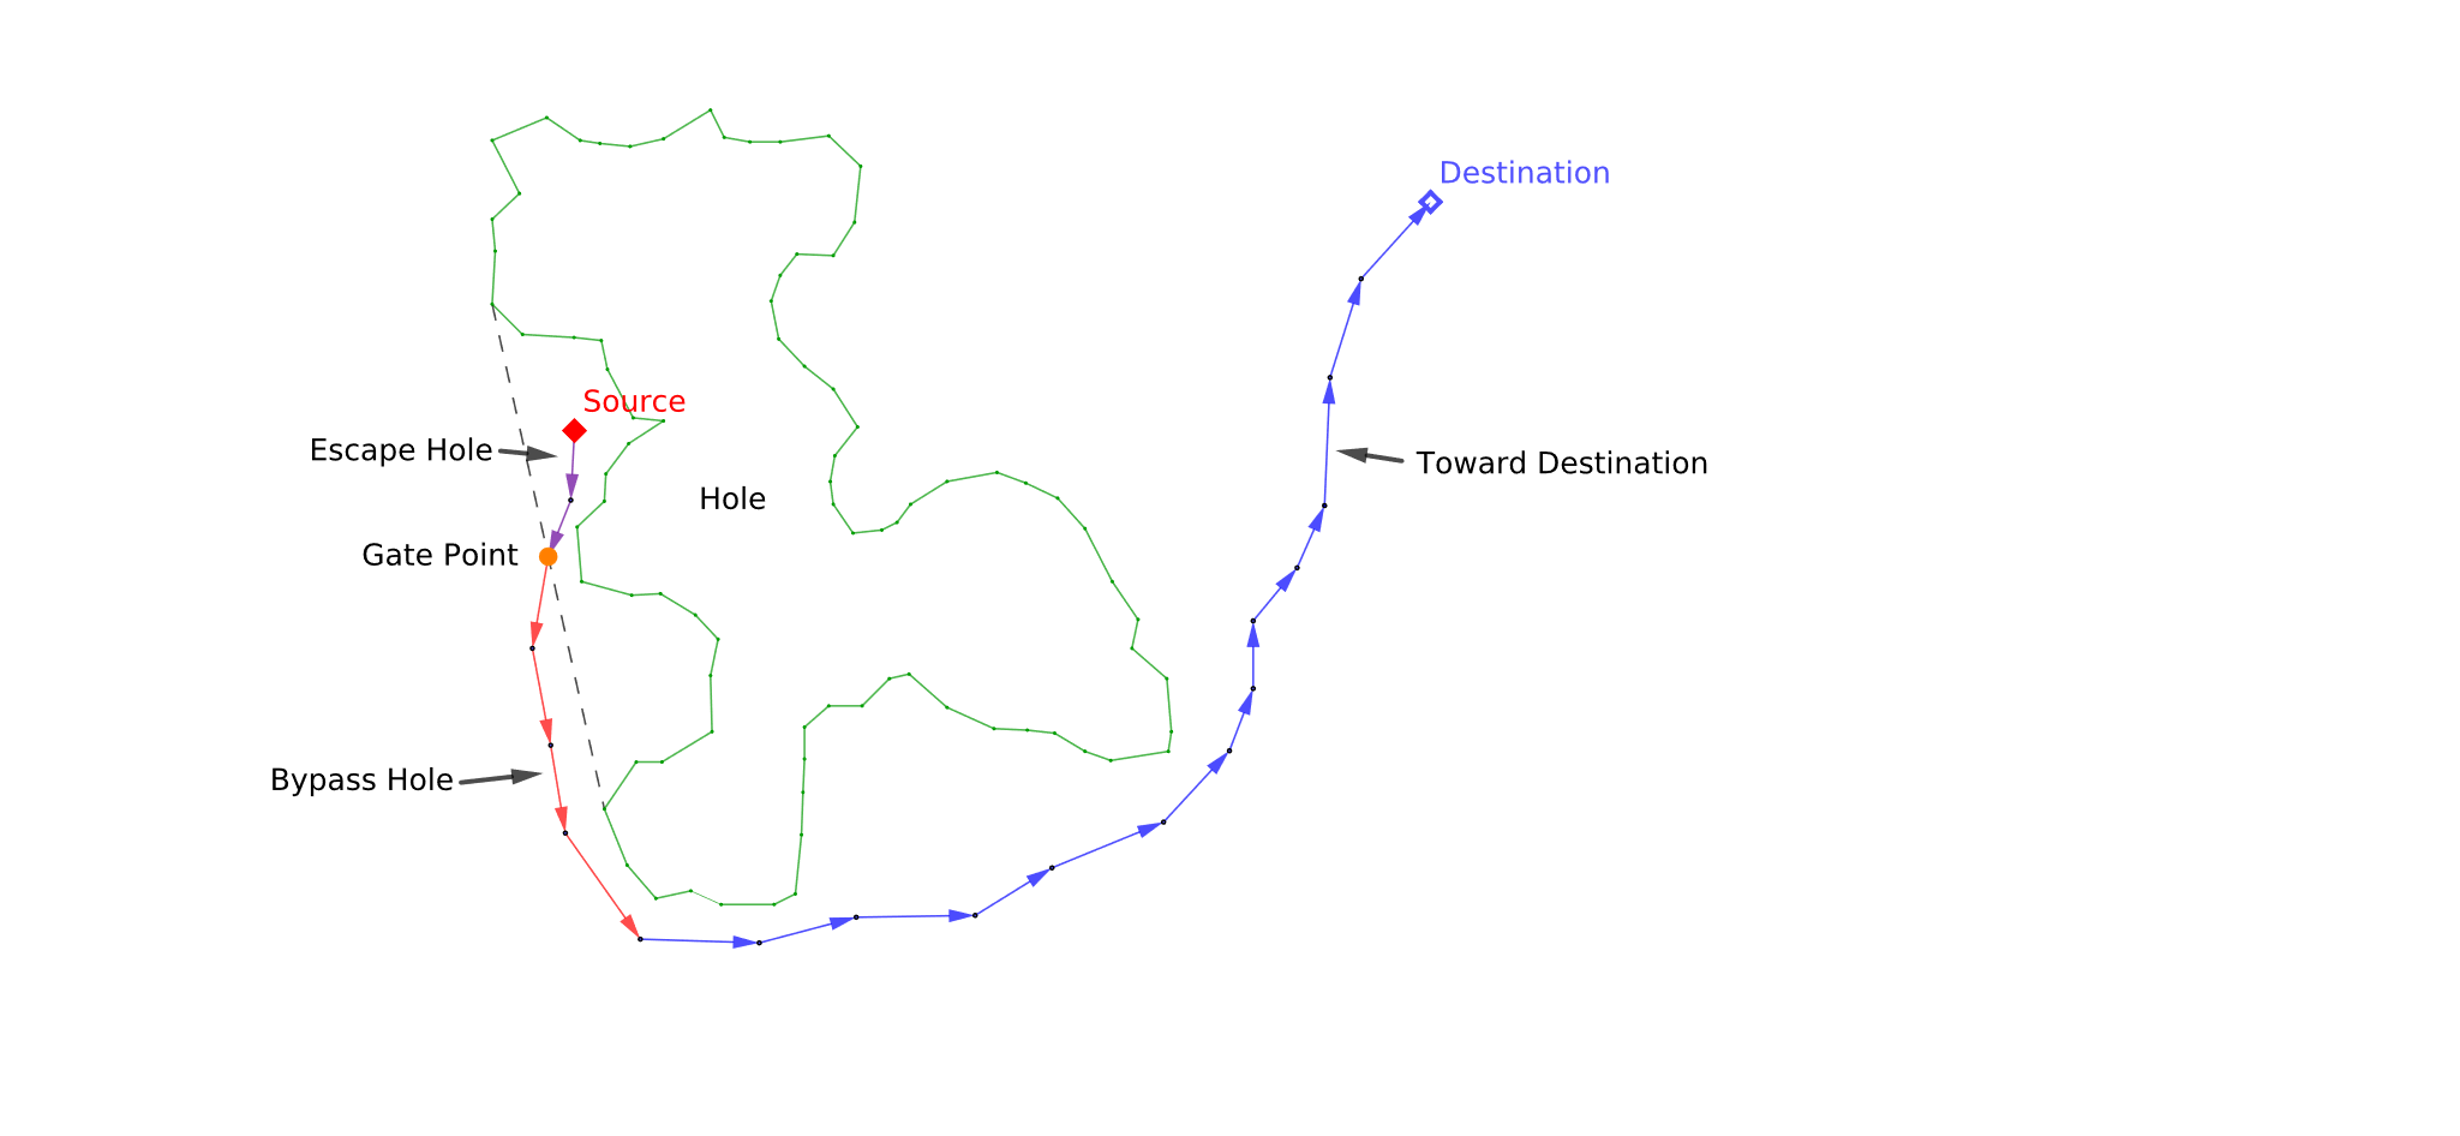 Destination
Source
Escape Hole
Toward Destination
Hole
Gate Point
Bypass Hole